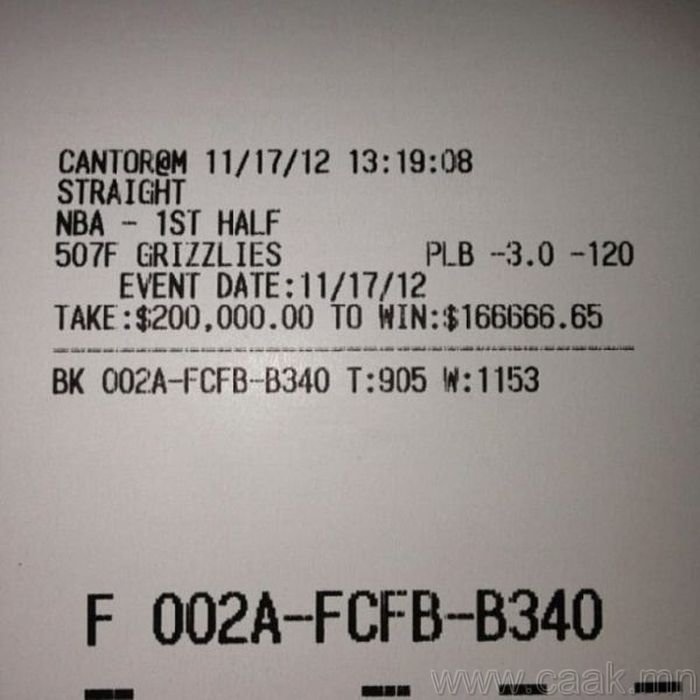 CANTOR@M 11/17/12 13:19:08
STRAIGHT
NBA - 1ST HALF
507F GRIZZLIES PLB -3.0 -120
EVENT DATE:11/17/12
TAKE:$200,000.00 TO WIN:$166666.65
BK 002A-FCFB-B340 T:905 W:1153
F 002A-FCFB-B340
www.caak.mn